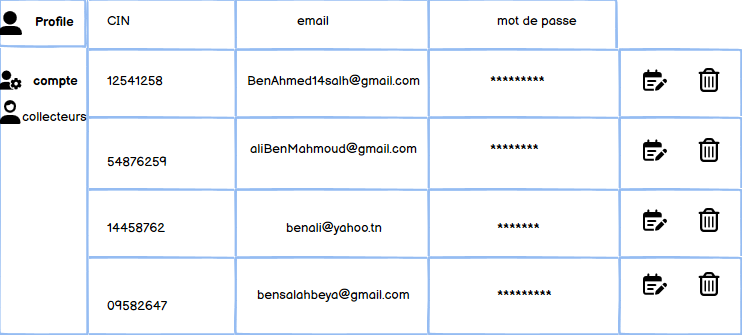 Profile
CIN
email
mot de passe
compte
12541258
BenAhmed14salh@gmail.com
*********
collecteurs
54876259
aliBenMahmoud@gmail.com
********
14458762
benali@yahoo.tn
*******
09582647
bensalahbeya@gmail.com
*********